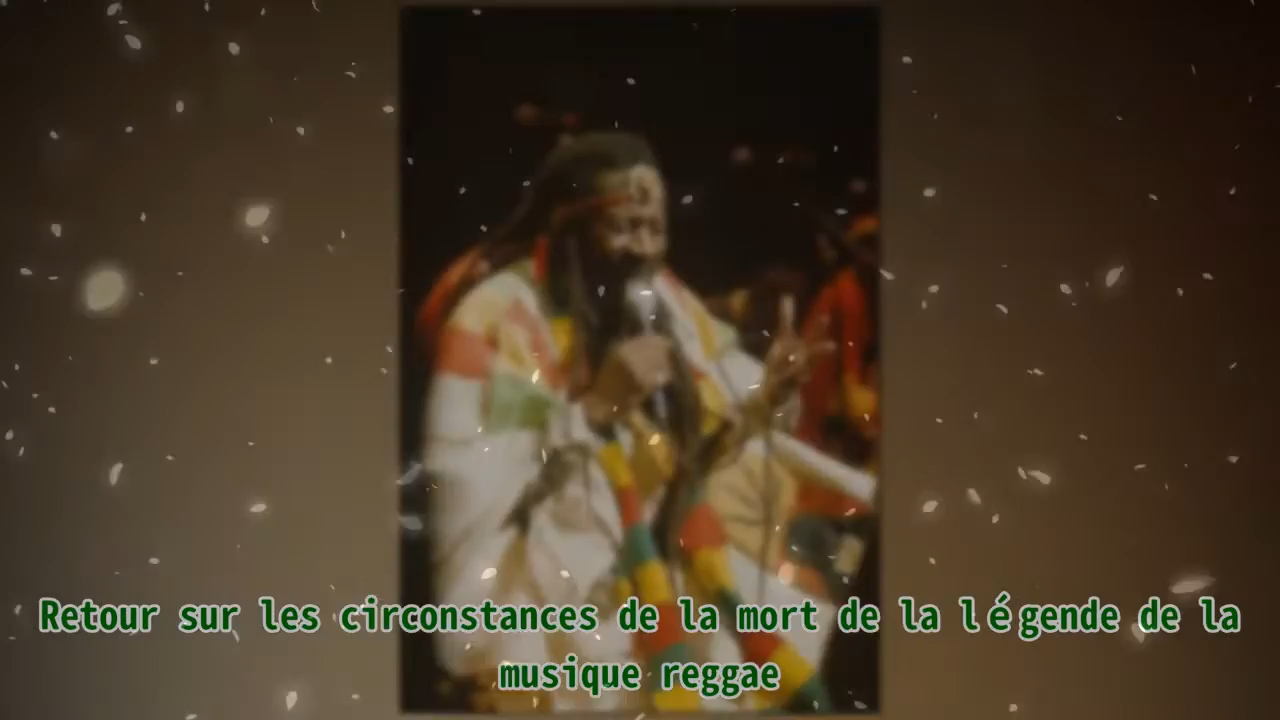 Retour sur les circonstances de la mort de la légende de la
musique reggae